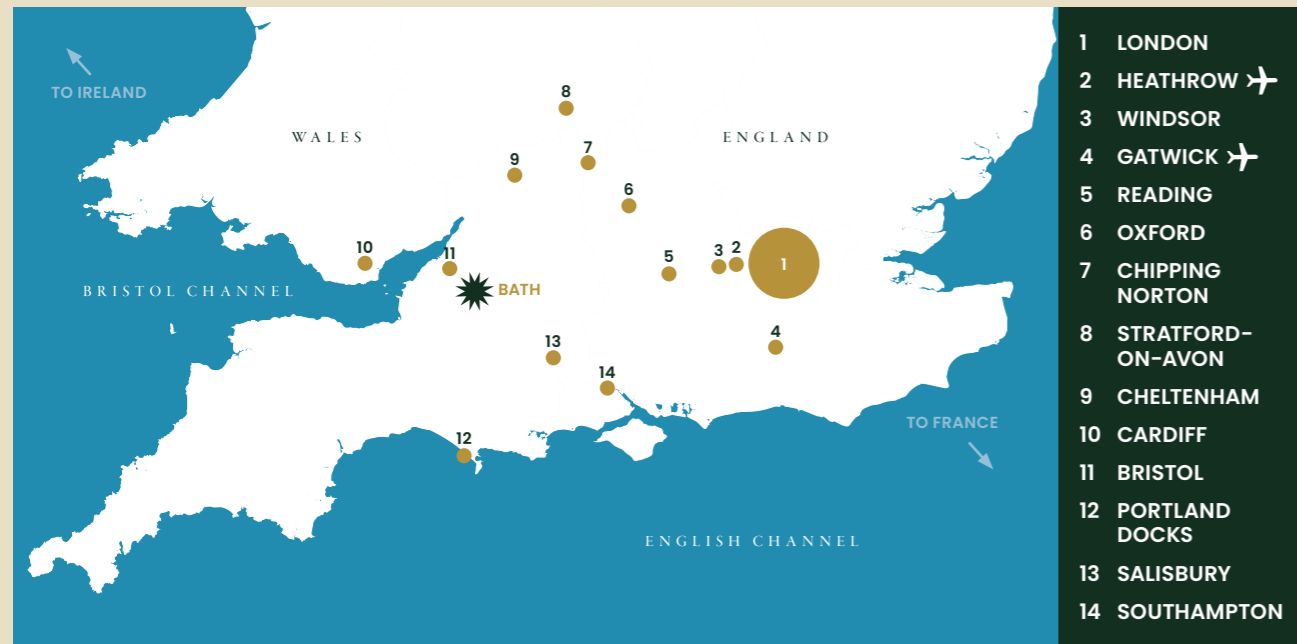 TO IRELAND
WALES
ENGLAND
8
7
9
6
10
11
5
3
2
1
BRISTOL CHANNEL
BATH
4
13
14
12
TO FRANCE
ENGLISH CHANNEL
1 LONDON
2 HEATHROW
3 WINDSOR
4 GATWICK
5 READING
6 OXFORD
7 CHIPPING
NORTON
8 STRATFORD-
ON-AVON
9 CHELTENHAM
10 CARDIFF
11 BRISTOL
12 PORTLAND
DOCKS
13 SALISBURY
14 SOUTHAMPTON